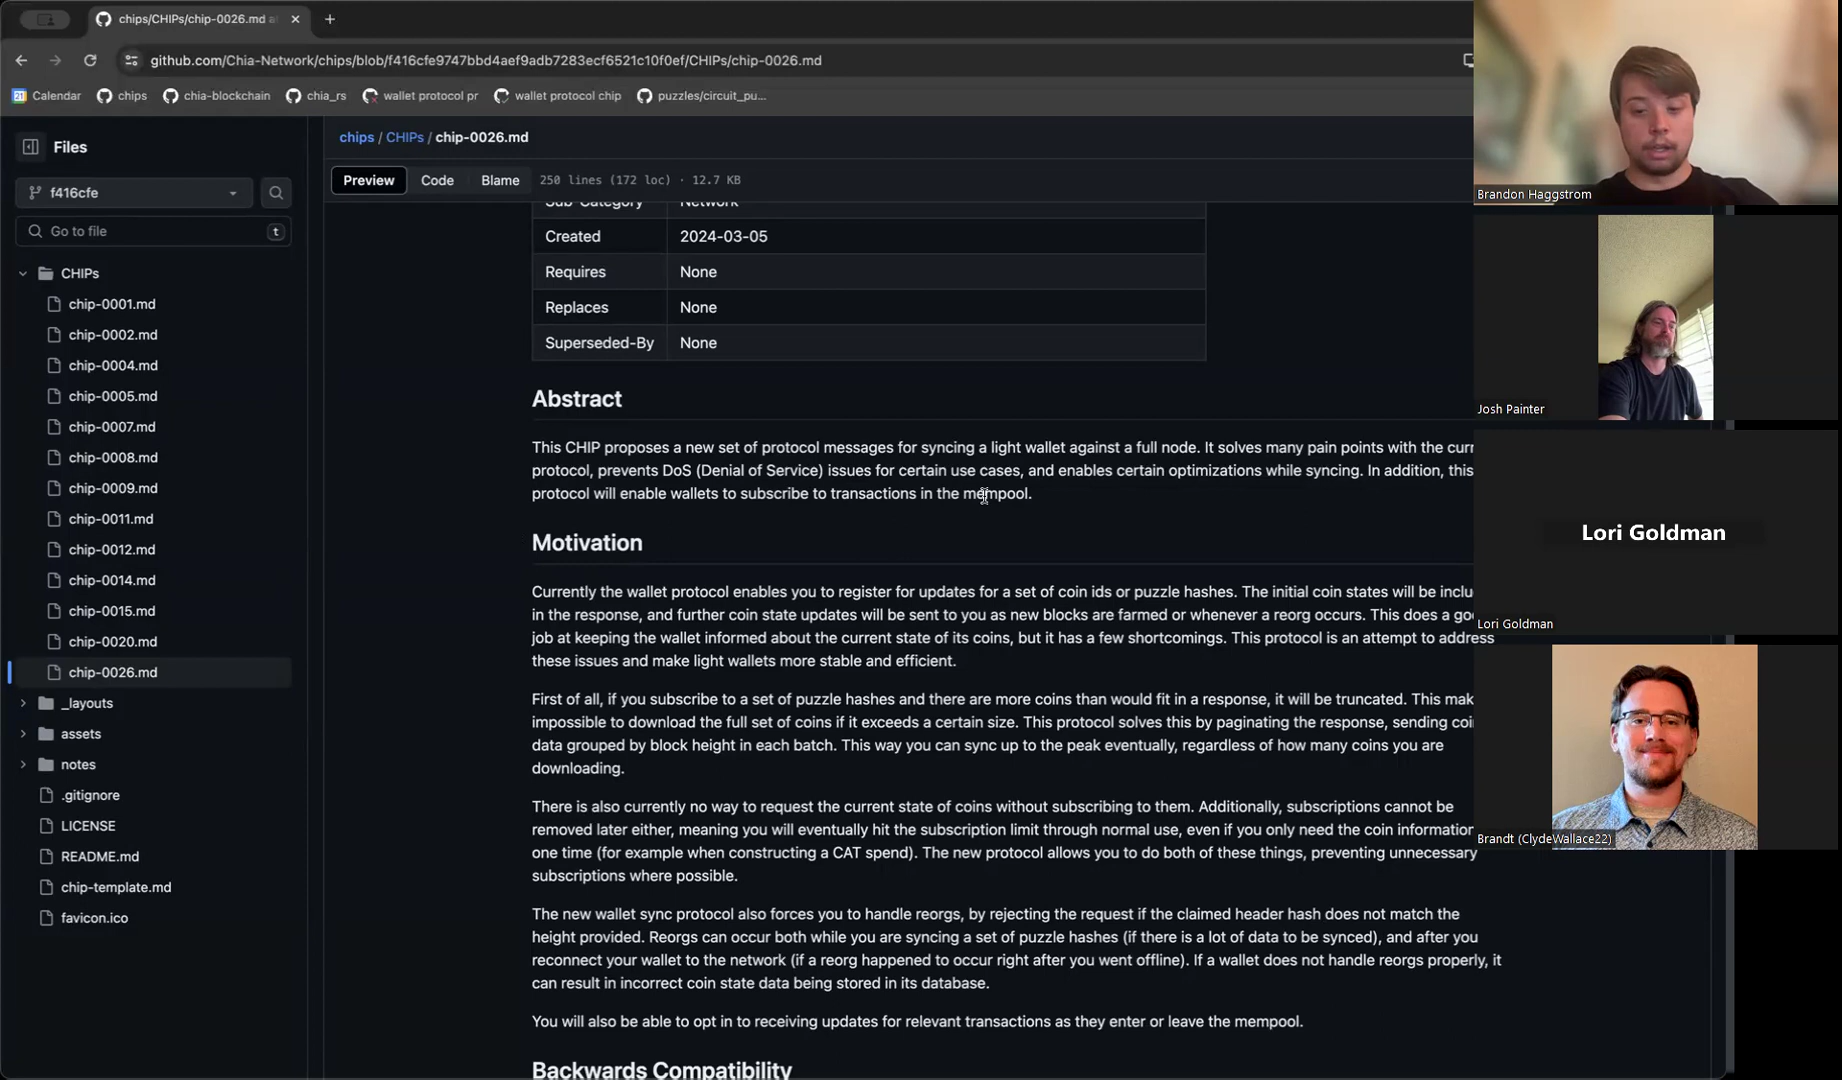 chips/CHIPs/chip-0026.md a
github.com/Chia-Network/chips/blob/f416cfe9747bbd4aef9adb7283ecf6521c10f0ef/CHIPs/chip-0026.md
Calendar chips chia-blockchain chia_rs wallet protocol pr wallet protocol chip puzzles/circuit_pu...
Files
f416cfe
Go to file t
CHIPs
chip-0001.md
chip-0002.md
chip-0004.md
chip-0005.md
chip-0007.md
chip-0008.md
chip-0009.md
chip-0011.md
chip-0012.md
chip-0014.md
chip-0015.md
chip-0020.md
chip-0026.md
_layouts
assets
notes
.gitignore
LICENSE
README.md
chip-template.md
favicon.ico
chips / CHIPs / chip-0026.md
Preview Code Blame 250 lines (172 loc) · 12.7 KB
Sub-Category Network
Created 2024-03-05
Requires None
Replaces None
Superseded-By None
Abstract
This CHIP proposes a new set of protocol messages for syncing a light wallet against a full node. It solves many pain points with the curr
protocol, prevents DoS (Denial of Service) issues for certain use cases, and enables certain optimizations while syncing. In addition, this
protocol will enable wallets to subscribe to transactions in the mempool.
Motivation
Currently the wallet protocol enables you to register for updates for a set of coin ids or puzzle hashes. The initial coin states will be inclu
in the response, and further coin state updates will be sent to you as new blocks are farmed or whenever a reorg occurs. This does a go
job at keeping the wallet informed about the current state of its coins, but it has a few shortcomings. This protocol is an attempt to address
these issues and make light wallets more stable and efficient.
First of all, if you subscribe to a set of puzzle hashes and there are more coins than would fit in a response, it will be truncated. This mak
impossible to download the full set of coins if it exceeds a certain size. This protocol solves this by paginating the response, sending coi
data grouped by block height in each batch. This way you can sync up to the peak eventually, regardless of how many coins you are
downloading.
There is also currently no way to request the current state of coins without subscribing to them. Additionally, subscriptions cannot be
removed later either, meaning you will eventually hit the subscription limit through normal use, even if you only need the coin information
one time (for example when constructing a CAT spend). The new protocol allows you to do both of these things, preventing unnecessary
subscriptions where possible.
The new wallet sync protocol also forces you to handle reorgs, by rejecting the request if the claimed header hash does not match the
height provided. Reorgs can occur both while you are syncing a set of puzzle hashes (if there is a lot of data to be synced), and after you
reconnect your wallet to the network (if a reorg happened to occur right after you went offline). If a wallet does not handle reorgs properly, it
can result in incorrect coin state data being stored in its database.
You will also be able to opt in to receiving updates for relevant transactions as they enter or leave the mempool.
Backwards Compatibility
Brandon Haggstrom
Josh Painter
Lori Goldman
Lori Goldman
Brandt (ClydeWallace22)